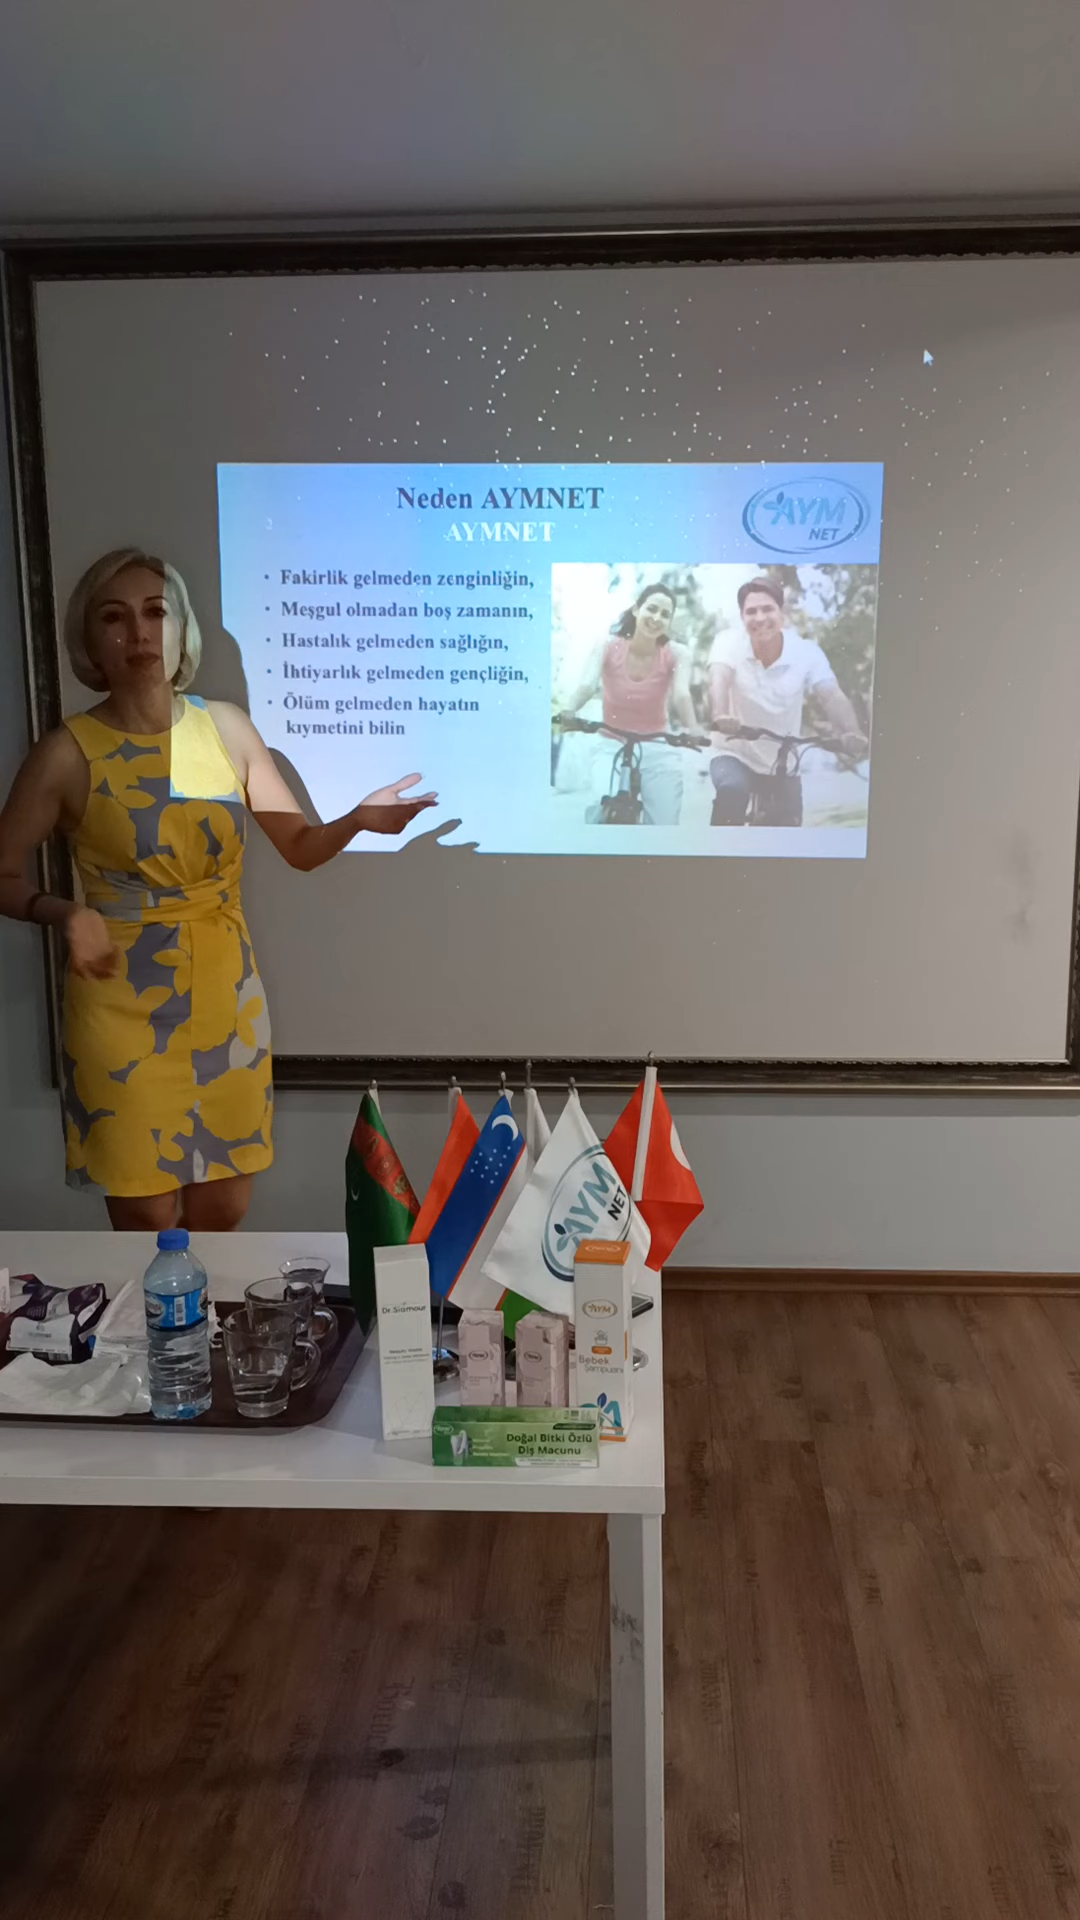 Neden AYMNET
AYMNET
AYM
NET
• Fakirlik gelmeden zenginliğin,
• Meşgul olmadan boş zamanın,
• Hastalık gelmeden sağlığın,
• İhtiyarlık gelmeden gençliğin,
• Ölüm gelmeden hayatın
kıymetini bilin
AYM
NET
Dr.Siamour
AYM
Bebek
Şampuanı
Doğal Bitki Özlü
Diş Macunu